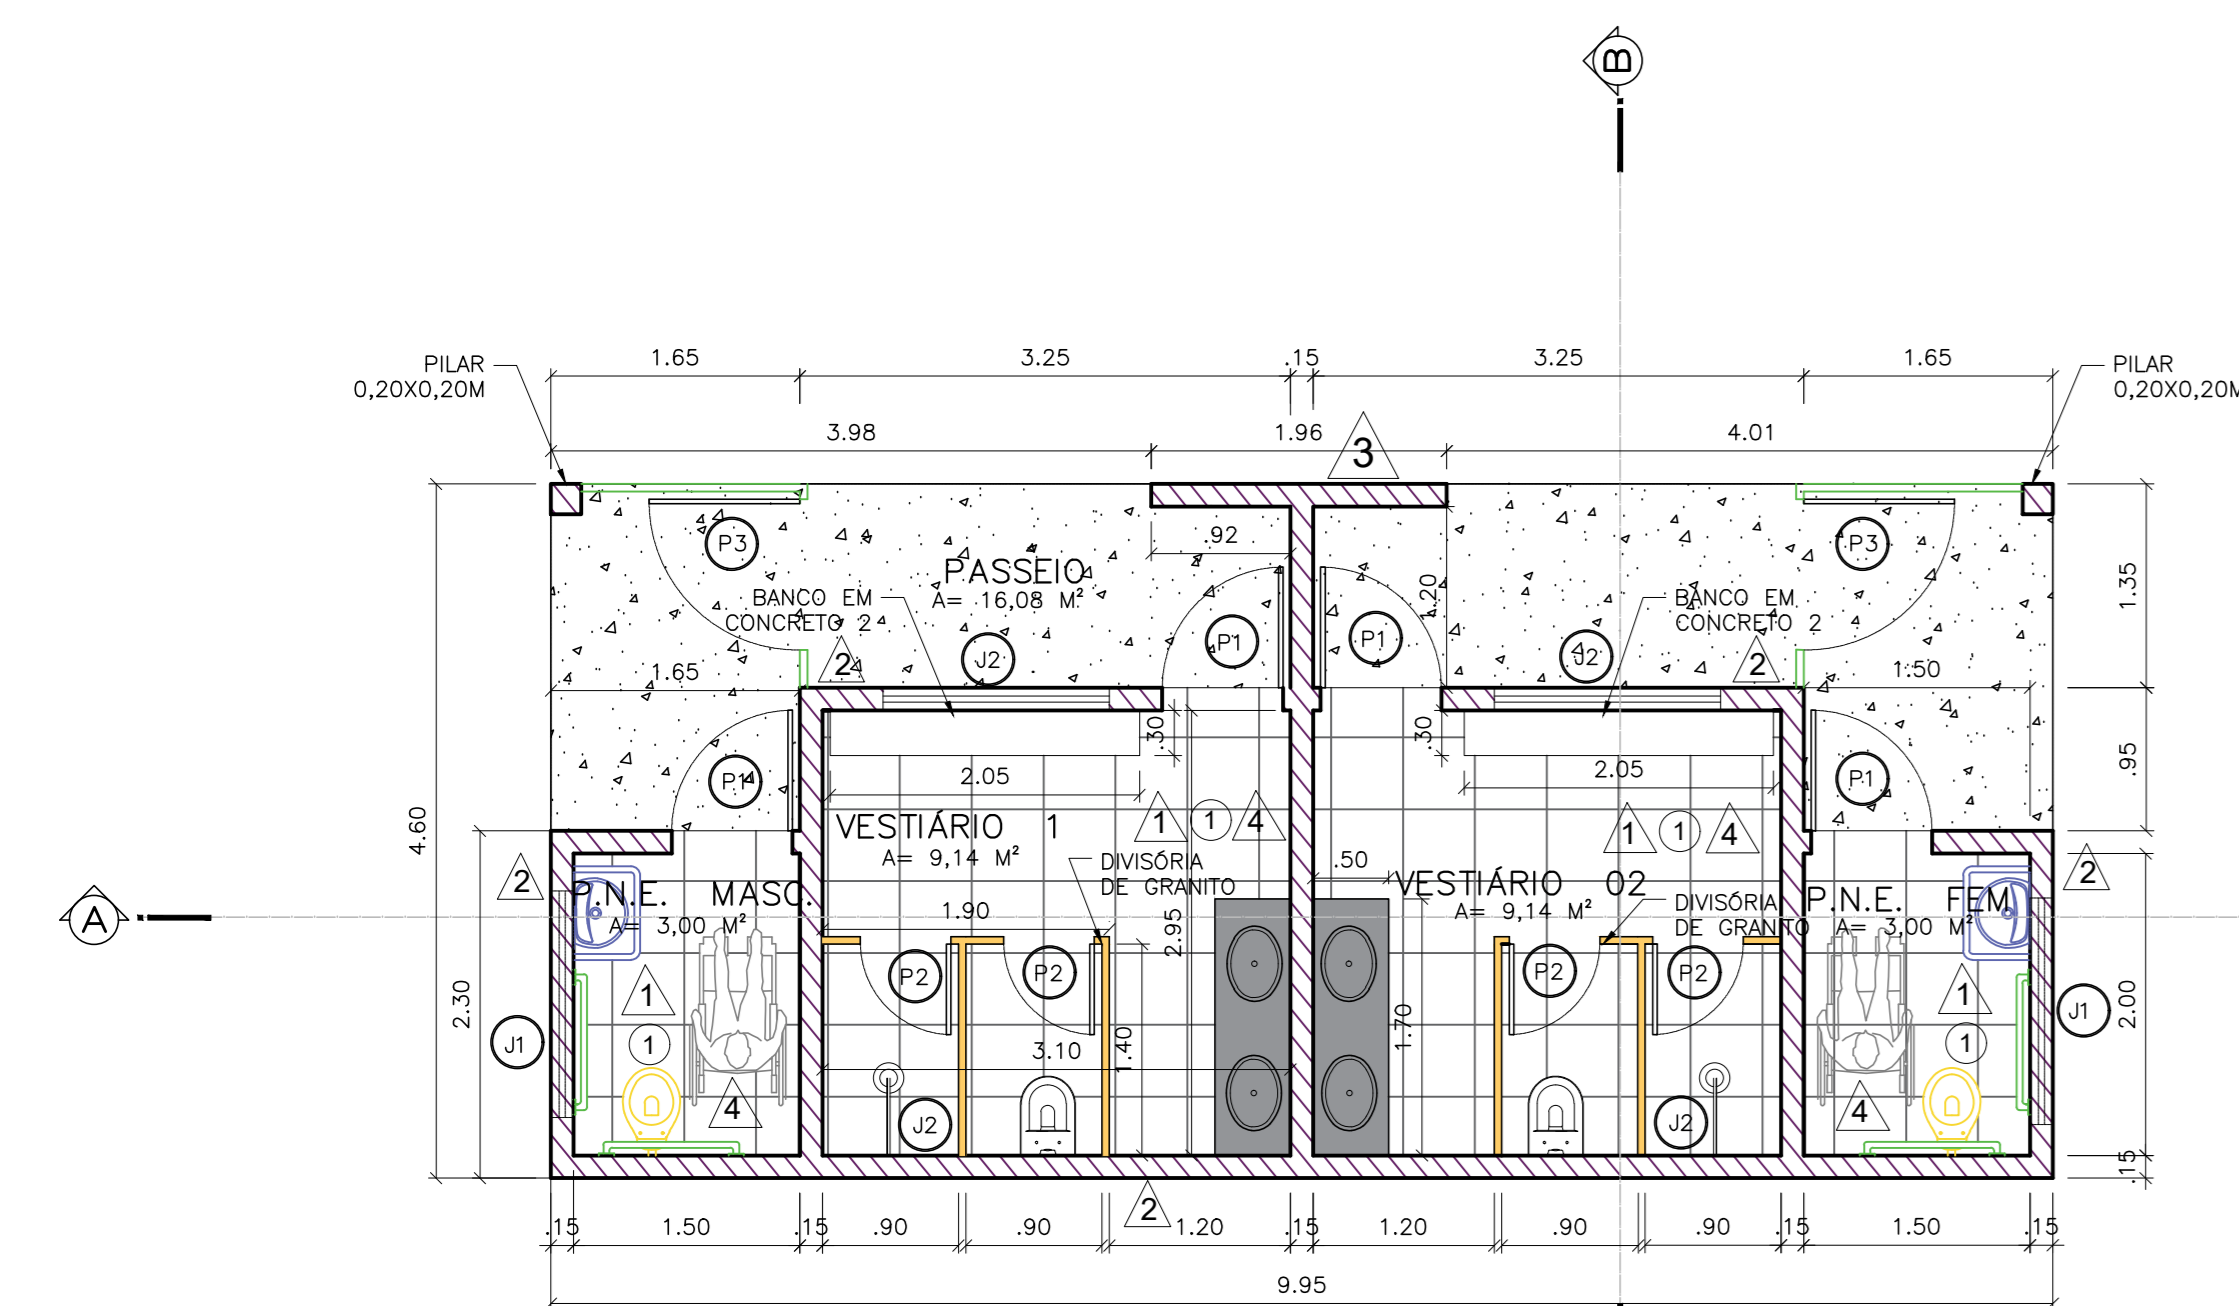 B
1.65
3.25
.15
3.25
1.65
PILAR
0,20X0,20M
PILAR
0,20X0,20M
3.98
1.96
3
4.01
P3
.92
P3
PASSEIO
A= 16,08 M²
BANCO EM
CONCRETO 2
BANCO EM
CONCRETO 2
1.20
1.35
P1
P1
J2
J2
2
2
1.65
1.50
.30
.30
.95
P1
P1
2.05
2.05
4.60
VESTIÁRIO 1
A= 9,14 M²
1
1
4
1
1
4
DIVISÓRIA
DE GRANITO
.50
2
2
P.N.E. MASC.
A= 3,00 M²
VESTIÁRIO 02
A= 9,14 M²
DIVISÓRIA
DE GRANITO
P.N.E. FEM
A= 3,00 M²
A
1.90
2.95
P2
P2
P2
P2
1
1
2.30
2.00
J1
J1
1
1
3.10
1.40
1.70
4
4
J2
J2
.15
2
.15
1.50
.15
.90
.90
1.20
.15
1.20
.90
.90
.15
1.50
.15
9.95